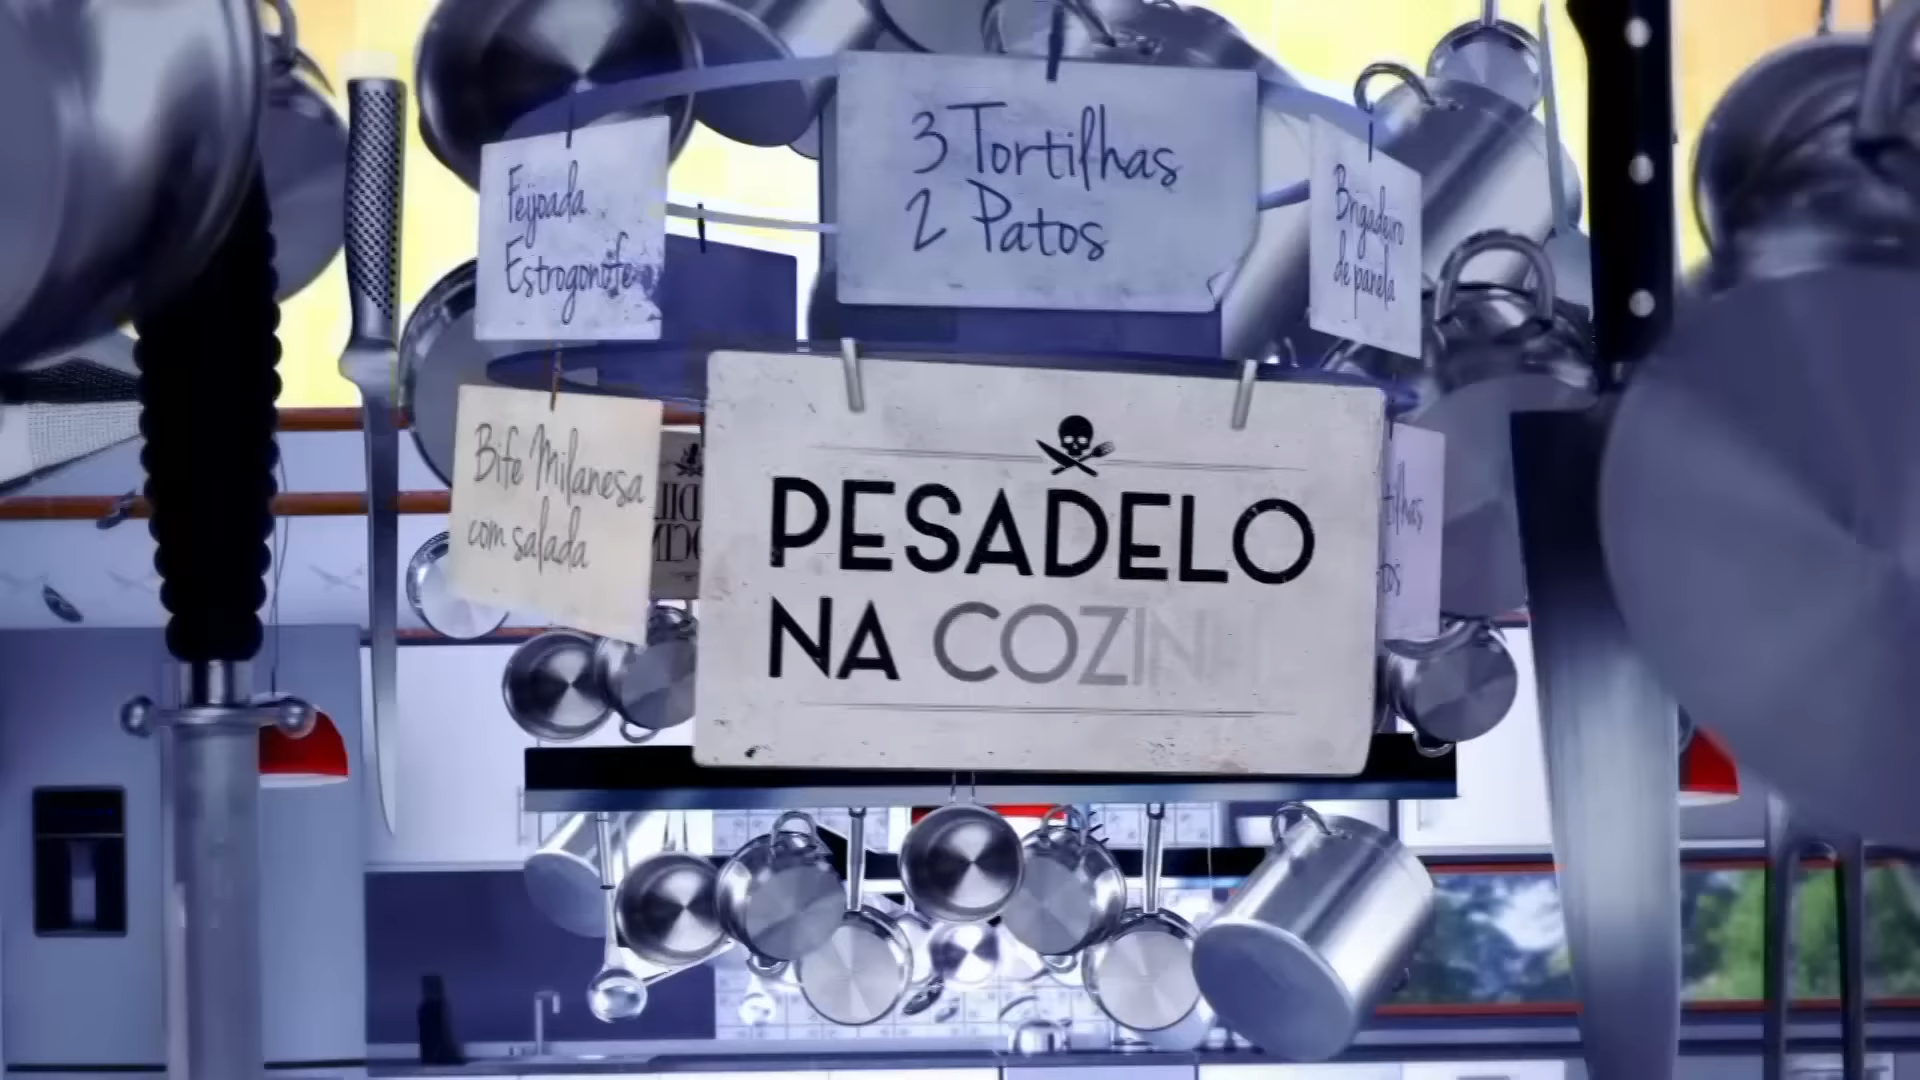 3 Tortilhas
2 Patos
Feijoada
Estrogonofe
Brigadeiro
de panela
Bife Milanesa
com salada
PESADELO
NA COZIN